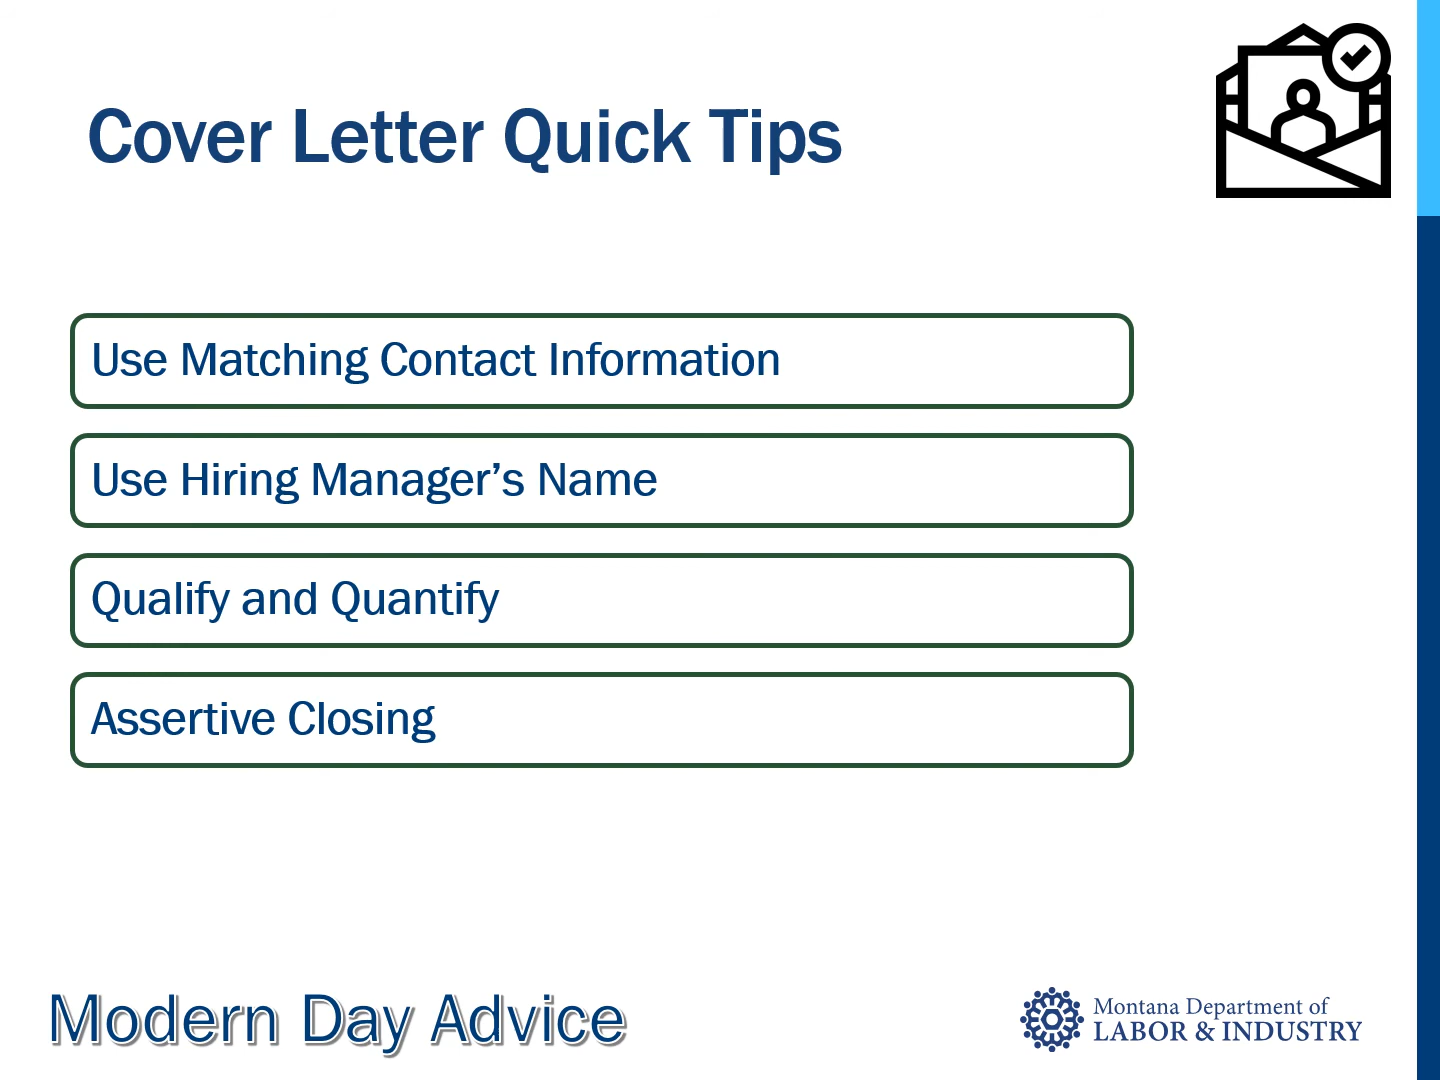 Cover Letter Quick Tips
Use Matching Contact Information
Use Hiring Manager’s Name
Qualify and Quantify
Assertive Closing
Modern Day Advice
Montana Department of
LABOR & INDUSTRY